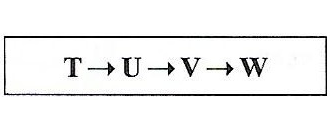 T → U → V → W